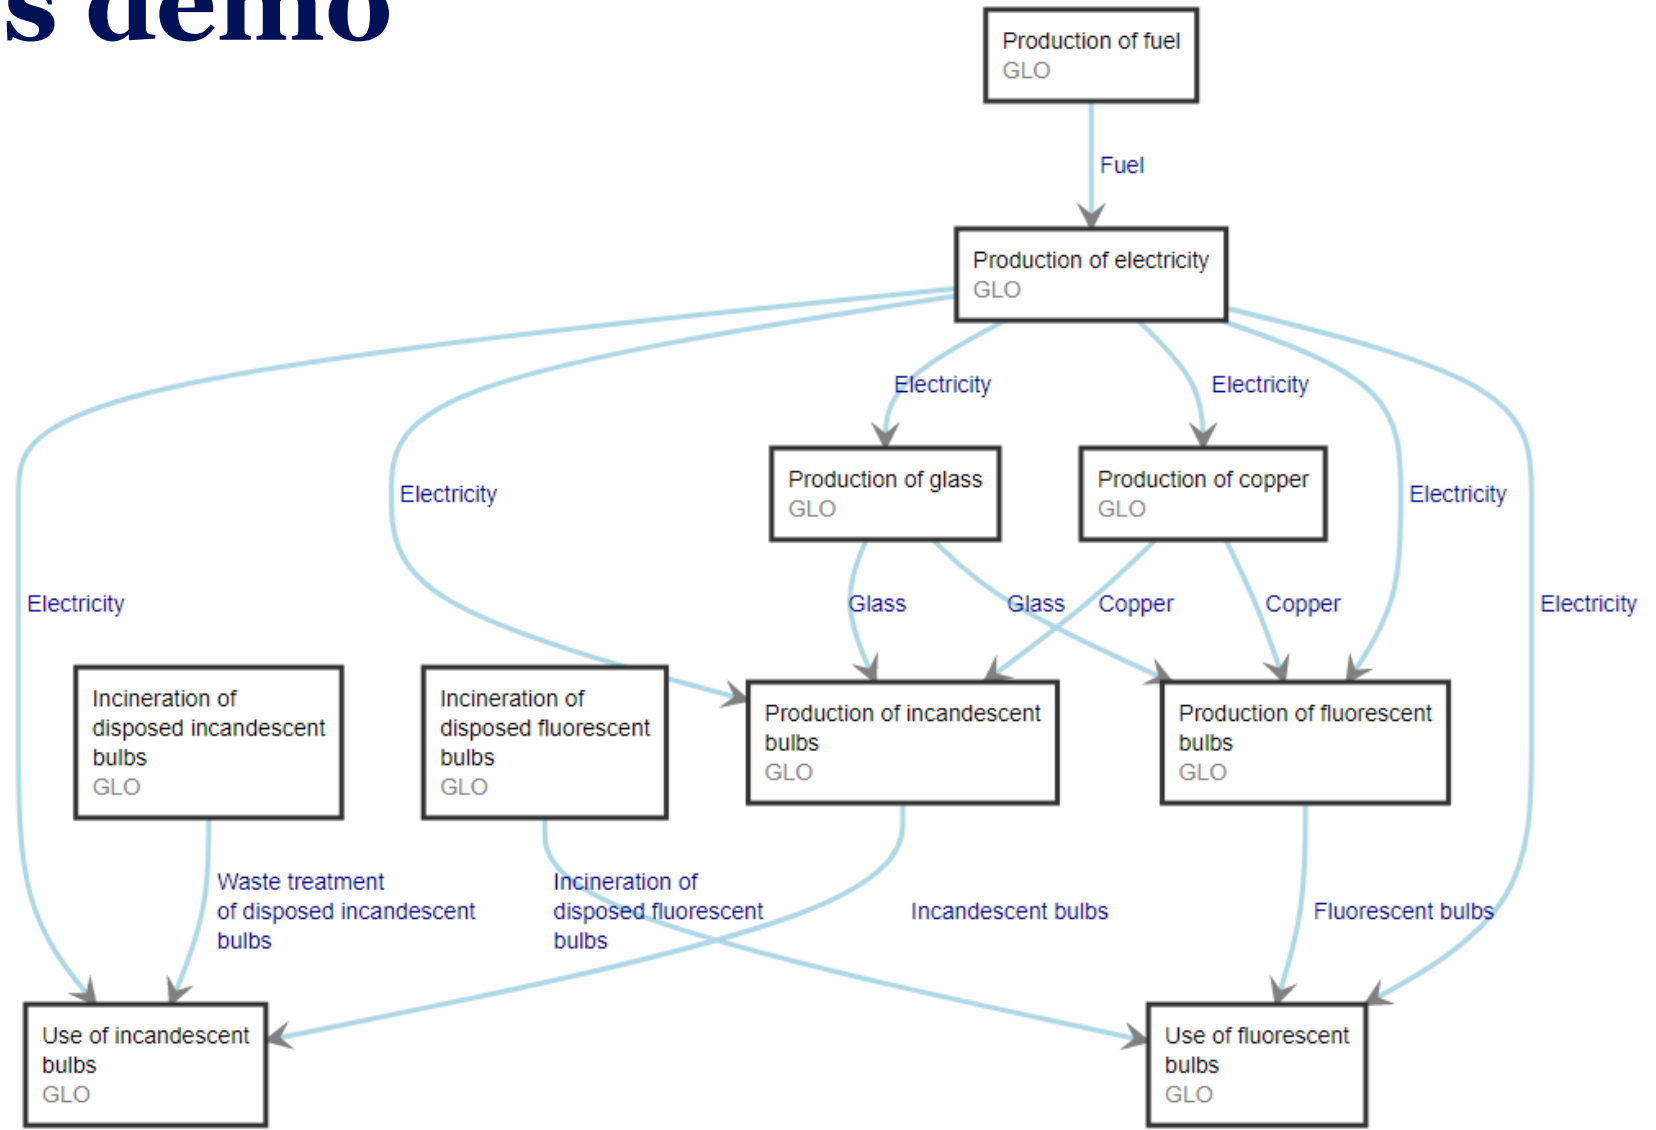 s demo
Production of fuel
GLO
Fuel
Production of electricity
GLO
Electricity
Electricity
Production of glass
GLO
Production of copper
GLO
Electricity
Electricity
Electricity
Glass
Glass
Copper
Copper
Electricity
Incineration of
disposed incandescent
bulbs
GLO
Incineration of
disposed fluorescent
bulbs
GLO
Production of incandescent
bulbs
GLO
Production of fluorescent
bulbs
GLO
Waste treatment
of disposed incandescent
bulbs
Incineration of
disposed fluorescent
bulbs
Incandescent bulbs
Fluorescent bulbs
Use of incandescent
bulbs
GLO
Use of fluorescent
bulbs
GLO